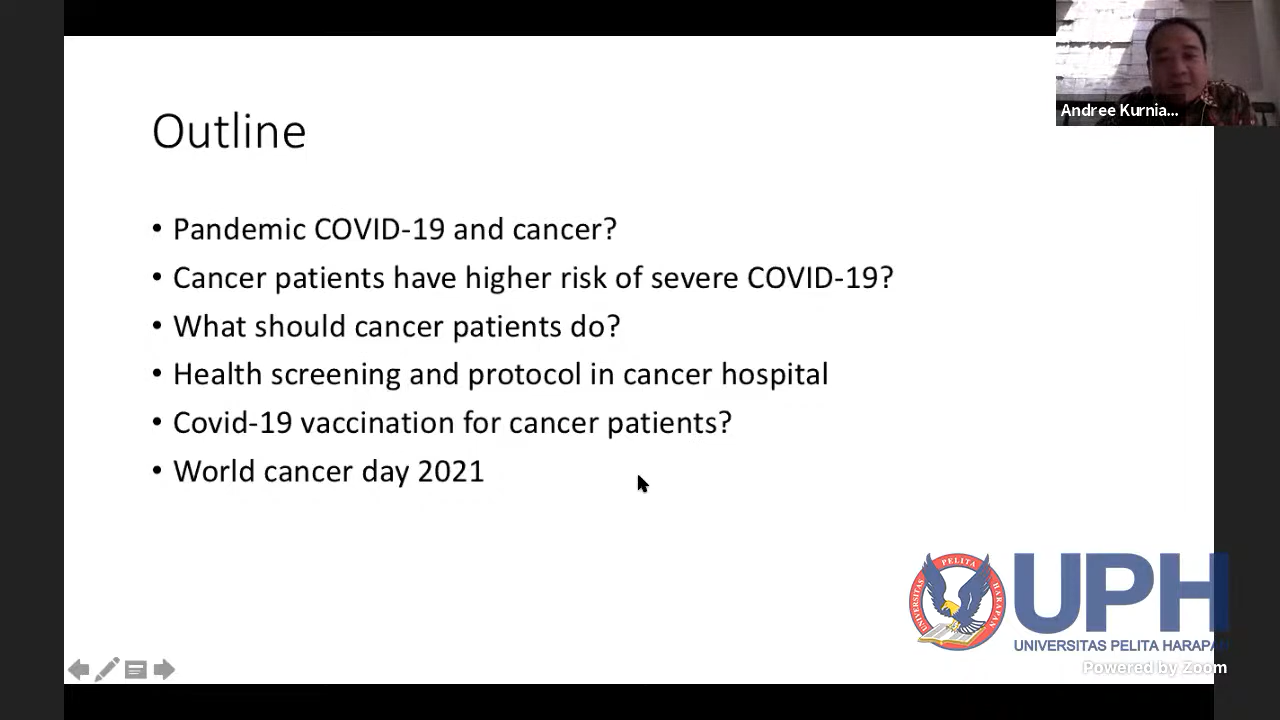 Andree Kurnia...
Outline
• Pandemic COVID-19 and cancer?
• Cancer patients have higher risk of severe COVID-19?
• What should cancer patients do?
• Health screening and protocol in cancer hospital
• Covid-19 vaccination for cancer patients?
• World cancer day 2021
UNIVERSITAS PELITA HARAPAN
UPH
UNIVERSITAS PELITA HARAPAN
Powered by Zoom